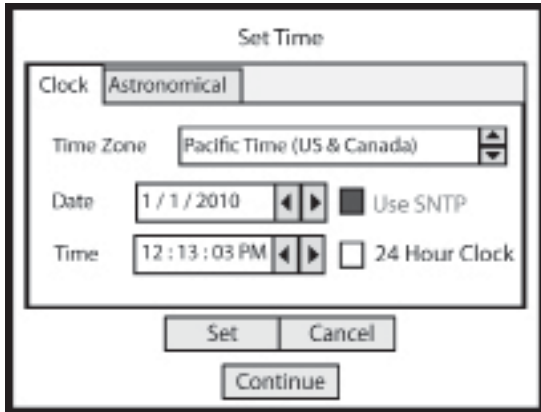 Set Time
Clock Astronomical
Time Zone Pacific Time (US & Canada)
Date 1 / 1 / 2010 Use SNTP
Time 12 : 13 : 03 PM 24 Hour Clock
Set Cancel
Continue